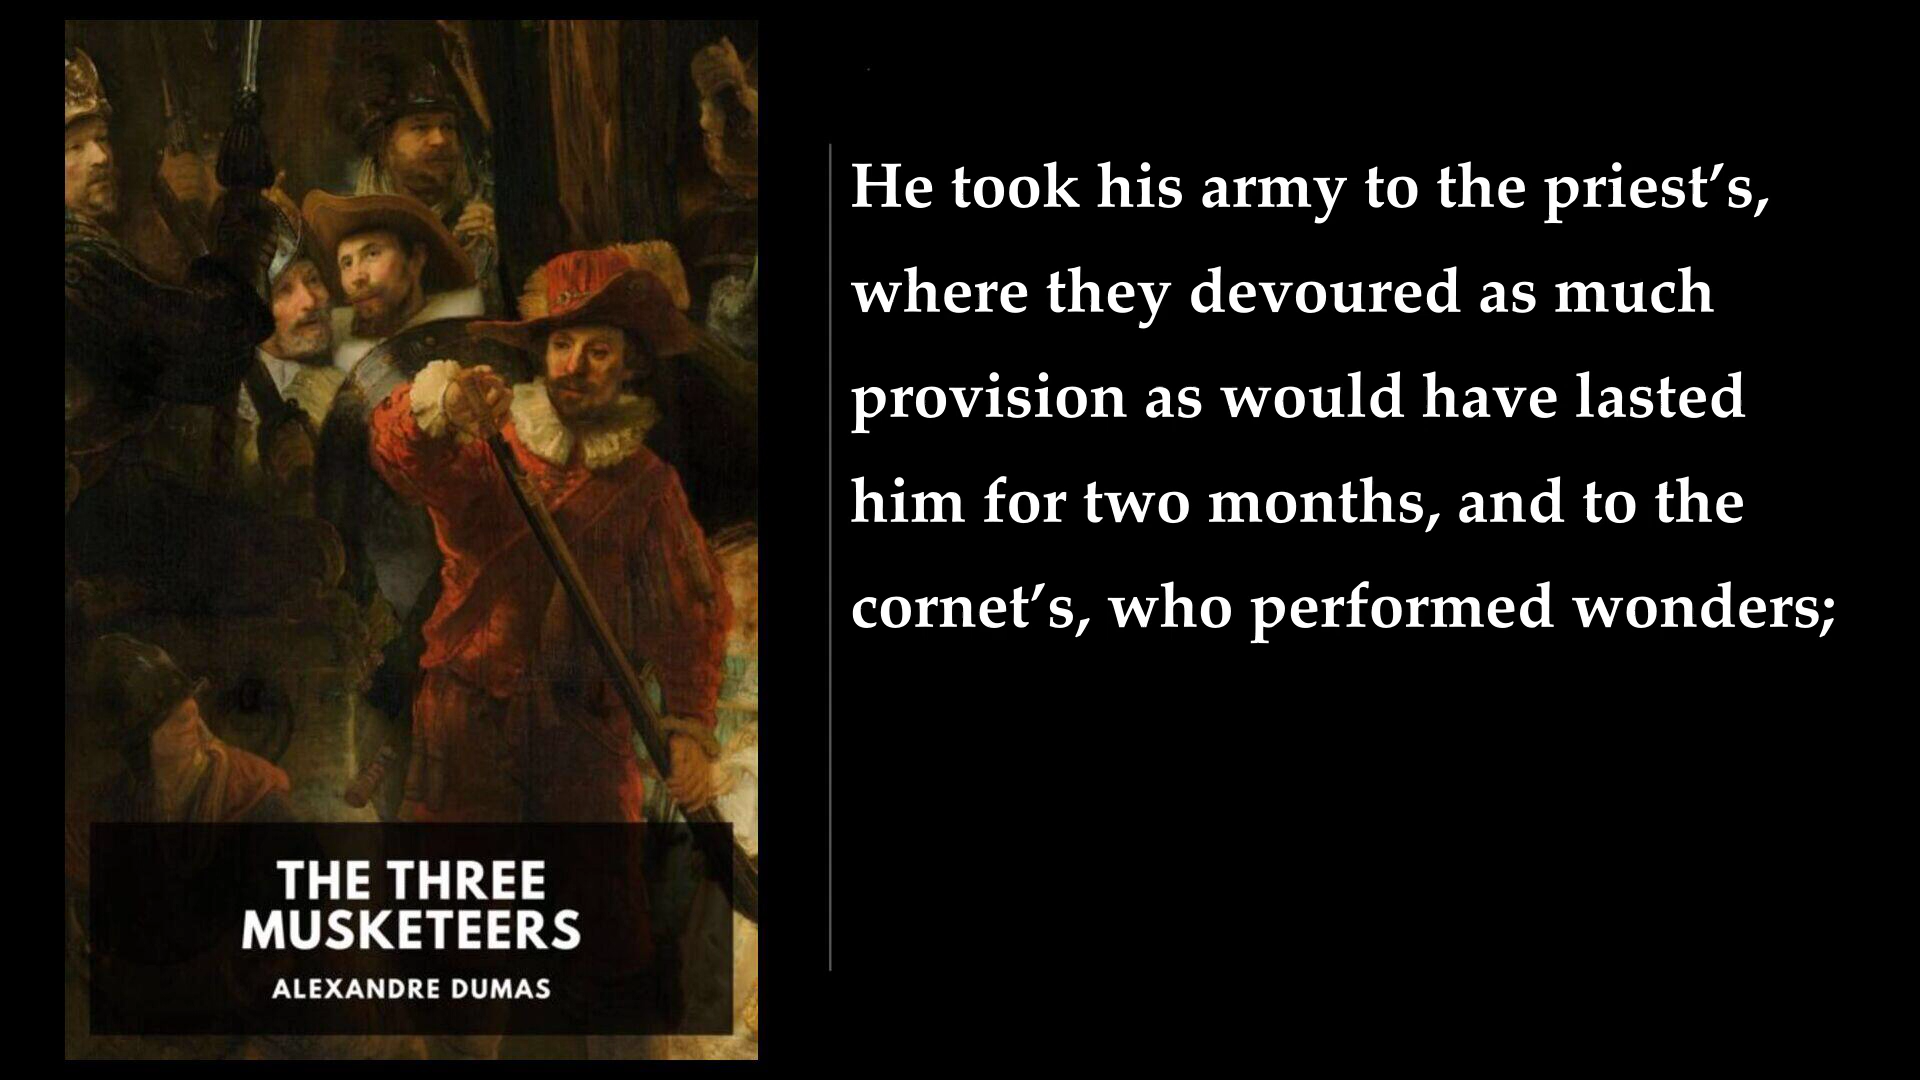 THE THREE
MUSKETEERS
ALEXANDRE DUMAS
He took his army to the priest’s,
where they devoured as much
provision as would have lasted
him for two months, and to the
cornet’s, who performed wonders;